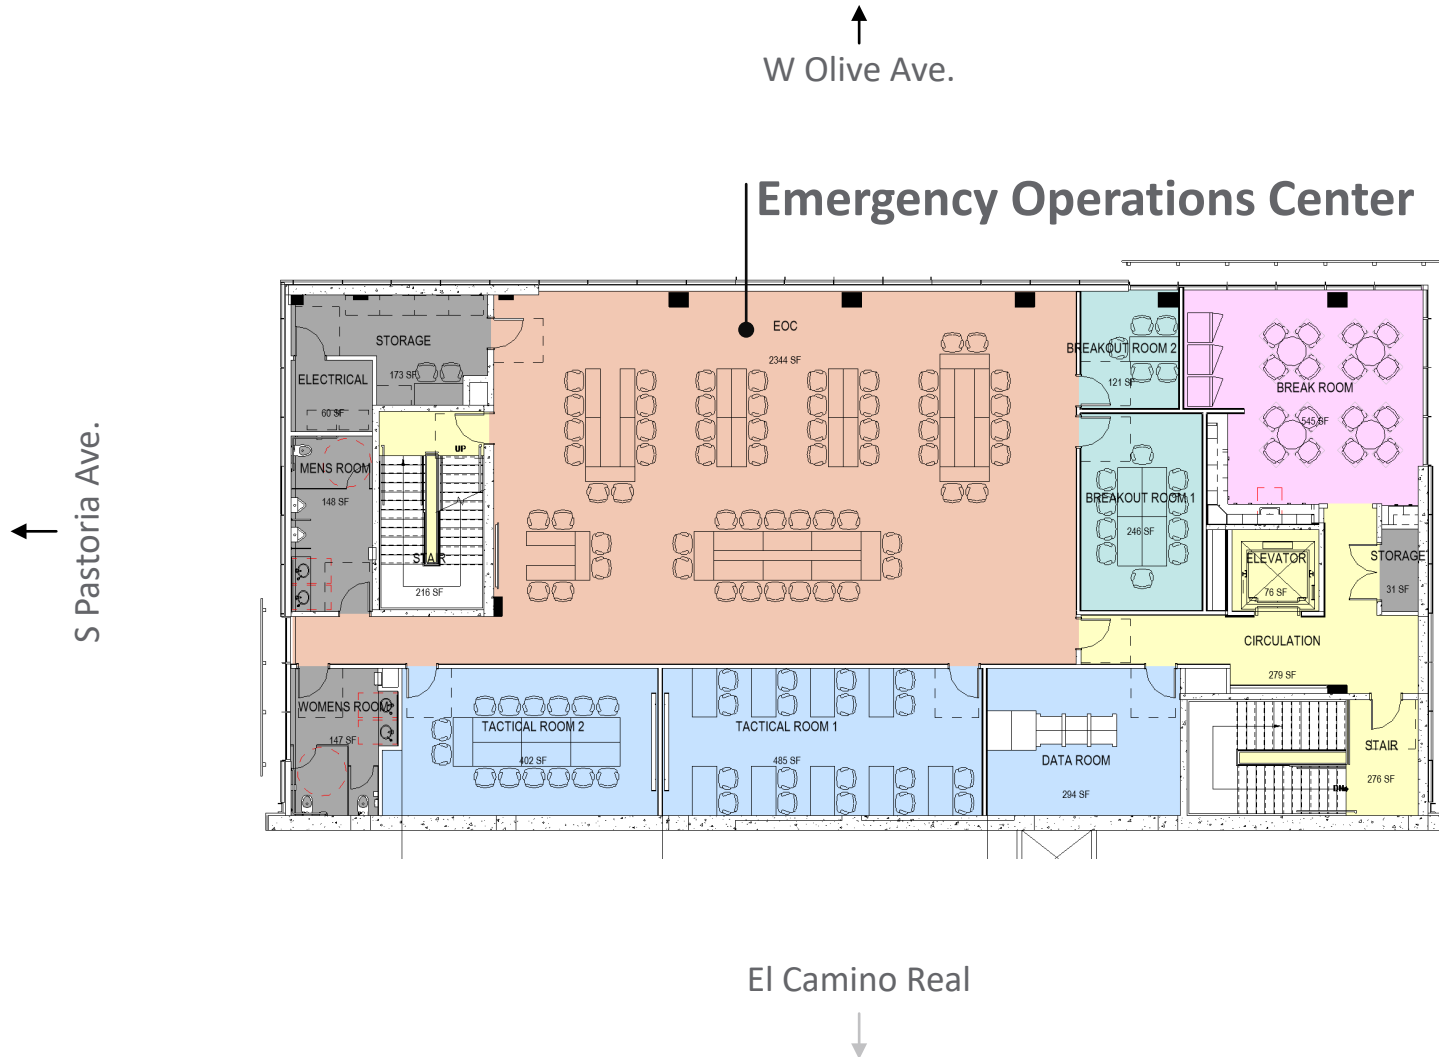 W Olive Ave.
Emergency Operations Center
S Pastoria Ave.
STORAGE
173 SF
ELECTRICAL
60 SF
MENS ROOM
148 SF
UP
STAIR
216 SF
EOC
2344 SF
BREAKOUT ROOM 2
121 SF
BREAK ROOM
545 SF
BREAKOUT ROOM 1
246 SF
ELEVATOR
76 SF
STORAGE
31 SF
CIRCULATION
279 SF
WOMENS ROOM
147 SF
TACTICAL ROOM 2
402 SF
TACTICAL ROOM 1
485 SF
DATA ROOM
294 SF
STAIR
276 SF
DN
El Camino Real